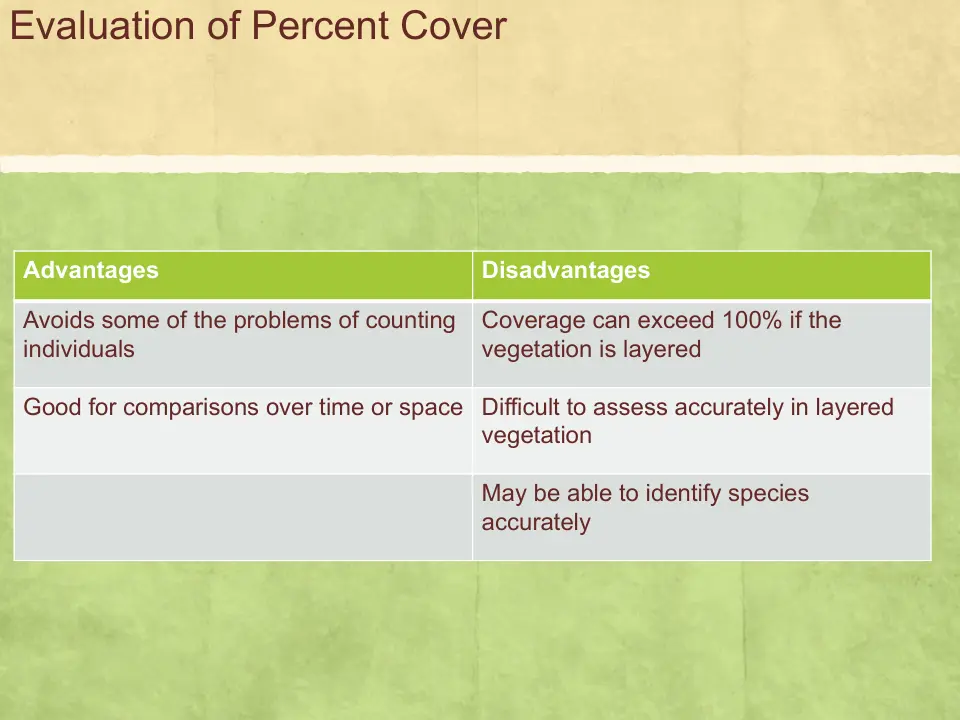 Evaluation of Percent Cover
Advantages
Disadvantages
Avoids some of the problems of counting
individuals
Coverage can exceed 100% if the
vegetation is layered
Good for comparisons over time or space
Difficult to assess accurately in layered
vegetation
May be able to identify species
accurately